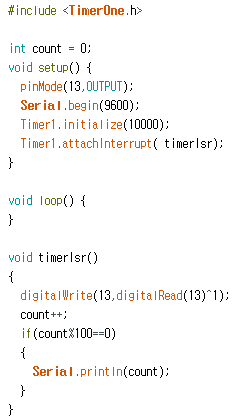 #include <TimerOne.h>

int count = 0;
void setup() {
  pinMode(13,OUTPUT);
  Serial.begin(9600);
  Timer1.initialize(10000);
  Timer1.attachInterrupt( timerIsr);
}

void loop() {
}

void timerIsr()
{
  digitalWrite(13,digitalRead(13)^1);
  count++;
  if(count%100==0)
  {
    Serial.println(count);
  }
}